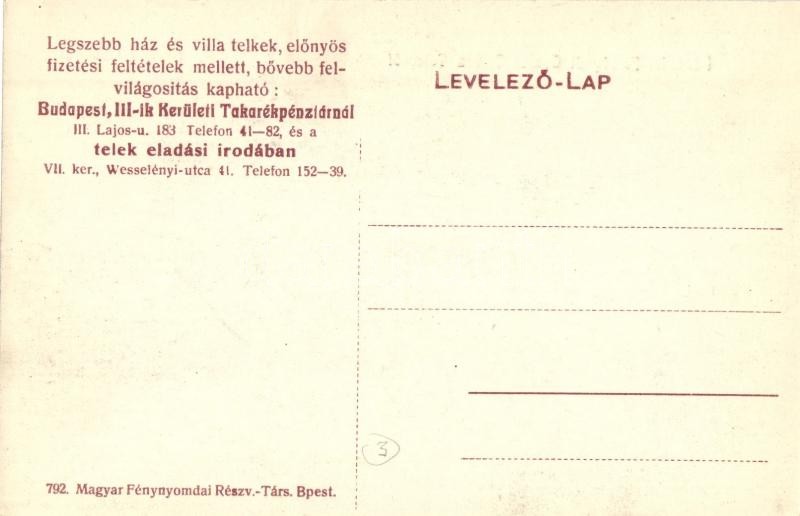 Legszebb ház és villa telkek, előnyös
fizetési feltételek mellett, bővebb fel-
világositás kapható :
Budapest, III-ik Kerületi Takarékpénztárnál
III. Lajos-u. 183 Telefon 41—82, és a
telek eladási irodában
VII. ker., Wesselényi-utca 41. Telefon 152—39.
792. Magyar Fénynyomdai Részv.-Társ. Bpest.
LEVELEZŐ-LAP
3